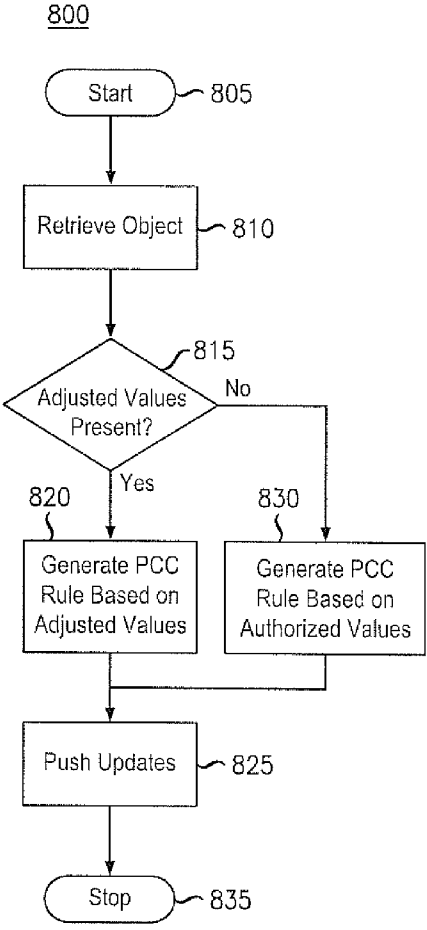 800
Start
805
Retrieve Object
810
815
Adjusted Values
Present?
No
Yes
820
Generate PCC
Rule Based on
Adjusted Values
830
Generate PCC
Rule Based on
Authorized Values
Push Updates
825
Stop
835